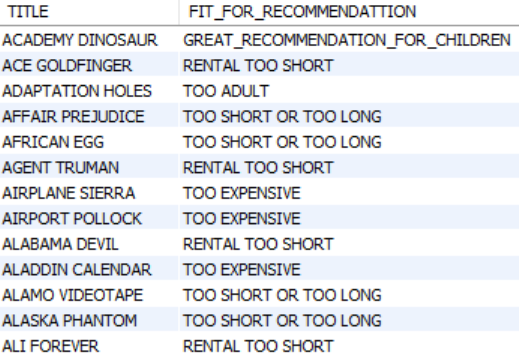 TITLE FIT_FOR_RECOMMENDATTION
ACADEMY DINOSAUR GREAT_RECOMMENDATION_FOR_CHILDREN
ACE GOLDFINGER RENTAL TOO SHORT
ADAPTATION HOLES TOO ADULT
AFFAIR PREJUDICE TOO SHORT OR TOO LONG
AFRICAN EGG TOO SHORT OR TOO LONG
AGENT TRUMAN RENTAL TOO SHORT
AIRPLANE SIERRA TOO EXPENSIVE
AIRPORT POLLOCK TOO EXPENSIVE
ALABAMA DEVIL RENTAL TOO SHORT
ALADDIN CALENDAR TOO EXPENSIVE
ALAMO VIDEOTAPE TOO SHORT OR TOO LONG
ALASKA PHANTOM TOO SHORT OR TOO LONG
ALI FOREVER RENTAL TOO SHORT